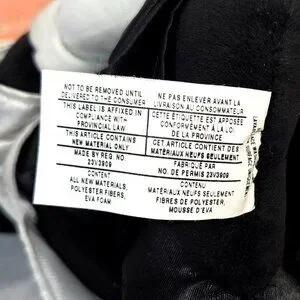 NOT TO BE REMOVED UNTIL
DELIVERED TO THE CONSUMER
THIS LABEL IS AFFIXED IN
COMPLIANCE WITH
PROVINCIAL LAW
THIS ARTICLE CONTAINS
NEW MATERIAL ONLY
MADE BY REG. NO
23V3909
CONTENT
ALL NEW MATERIALS,
POLYESTER FIBERS,
EVA FOAM
NE PAS ENLEVER AVANT LA
LIVRAISON AU CONSOMMATEUR
CETTE ÉTIQUETTE EST APPOSÉE
CONFORMÉMENT À LA LOI
DE LA PROVINCE
CET ARTICLE CONTIENT DES
MATÉRIAUX NEUFS SEULEMENT
FABRIQUÉ PAR
NO. DE PERMIS 23V3909
CONTENU
MATÉRIAUX NEUFS SEULEMENT,
FIBRES DE POLYESTER,
MOUSSE D'EVA